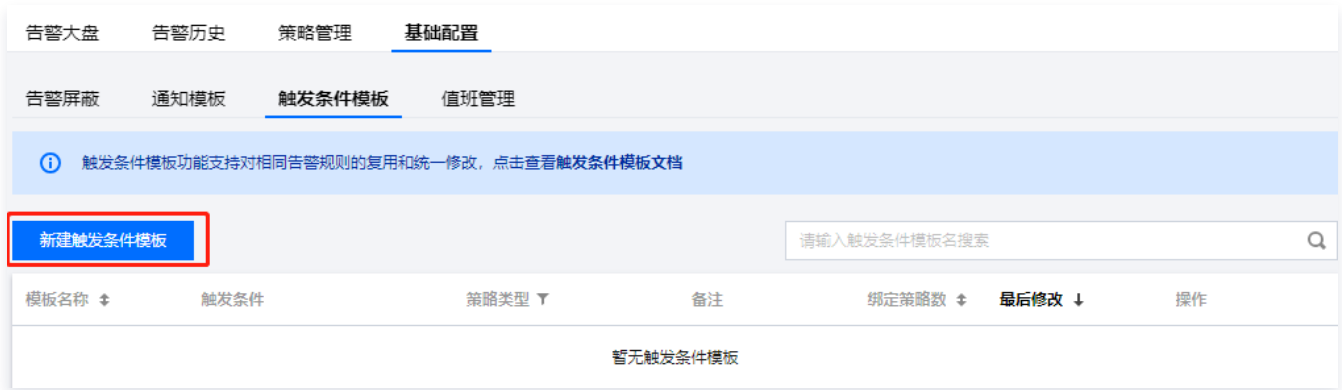 告警大盘 告警历史 策略管理 基础配置
告警屏蔽 通知模板 触发条件模板 值班管理
触发条件模板功能支持对相同告警规则的复用和统一修改，点击查看触发条件模板文档
新建触发条件模板 请输入触发条件模板名搜索
模板名称 触发条件 策略类型 备注 绑定策略数 最后修改 操作
暂无触发条件模板